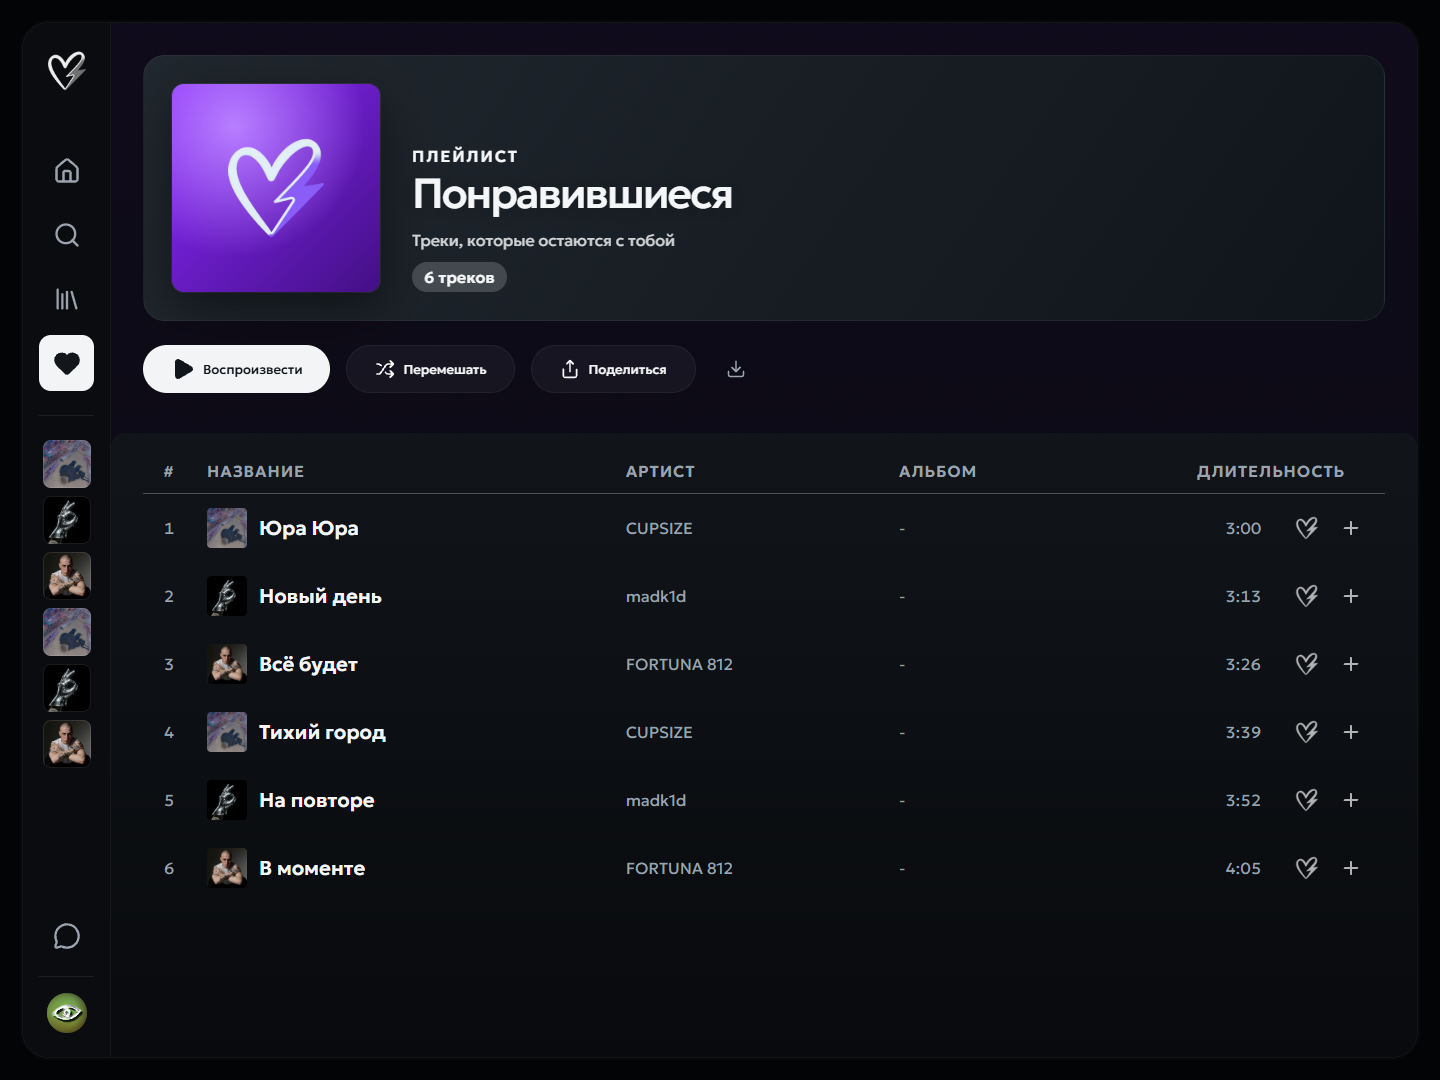 ПЛЕЙЛИСТ
Понравившиеся
Треки, которые остаются с тобой
6 треков
Воспроизвести Перемешать Поделиться
# НАЗВАНИЕ АРТИСТ АЛЬБОМ ДЛИТЕЛЬНОСТЬ
1 Юра Юра CUPSIZE - 3:00
2 Новый день madk1d - 3:13
3 Всё будет FORTUNA 812 - 3:26
4 Тихий город CUPSIZE - 3:39
5 На повторе madk1d - 3:52
6 В моменте FORTUNA 812 - 4:05